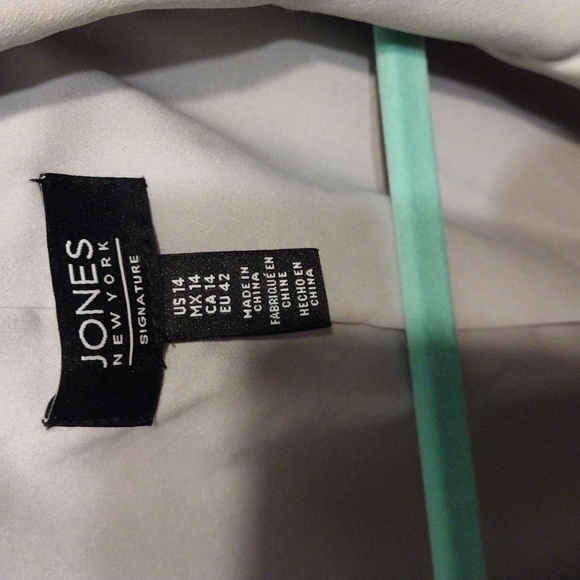 JONES
NEW YORK
SIGNATURE
US 14
MX 14
CA 14
EU 42
MADE IN
CHINA
FABRIQUÉ EN
CHINE
HECHO EN
CHINA